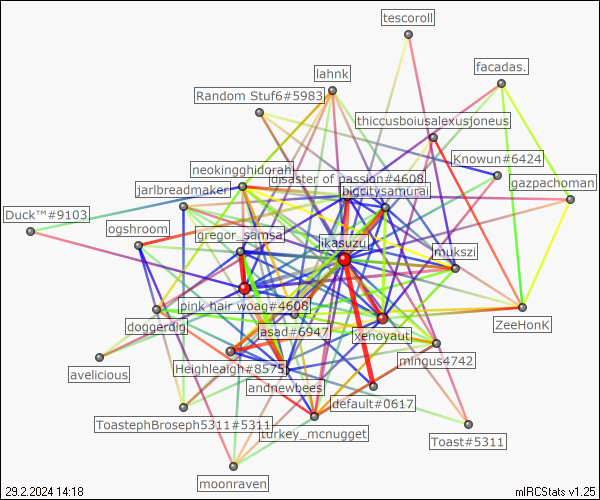 tescoroll
lahnk
facadas.
Random Stuf6#5983
thiccusboiusalexusjoneus
Knowun#6424
neokingghidorah
disaster of passion#4608
gazpachoman
jarlbreadmaker
bigcitysamurai
Duck™#9103
ogshroom
gregor_samsa
ikasuzu
mukszi
pink hair woag#4608
doggerdig
asad#6947
xenoyaut
ZeeHonK
mingus4742
avelicious
Heighleaigh#8575
andnewbees
default#0617
ToastephBroseph5311#5311
turkey_mcnugget
Toast#5311
moonraven
29.2.2024 14:18
mIRCStats v1.25